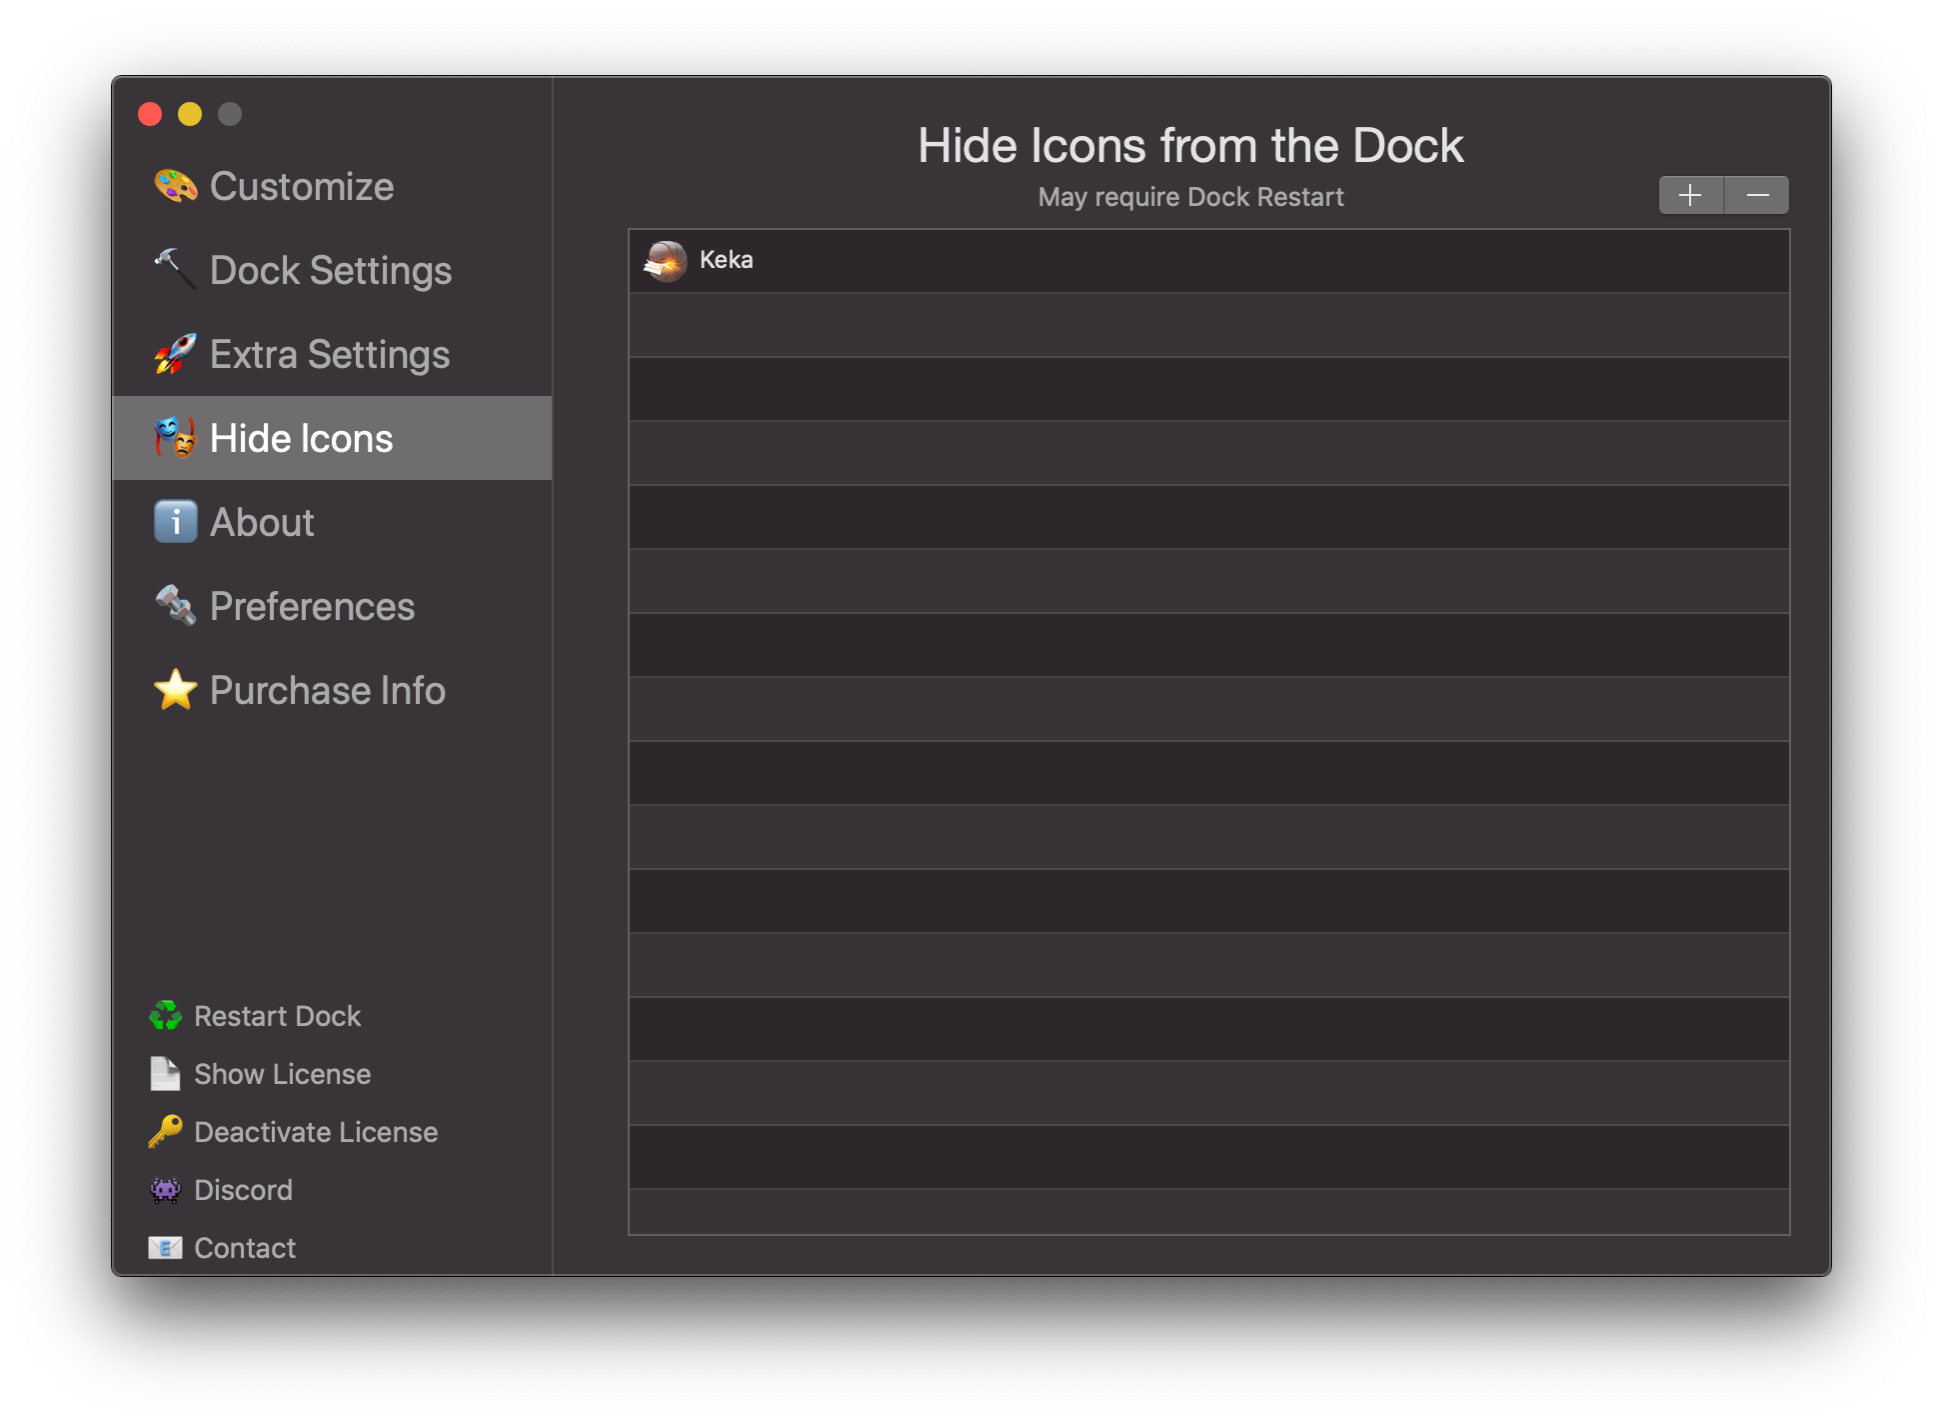 Customize
Dock Settings
Extra Settings
Hide Icons
About
Preferences
Purchase Info
Restart Dock
Show License
Deactivate License
Discord
Contact
Hide Icons from the Dock
May require Dock Restart
Keka